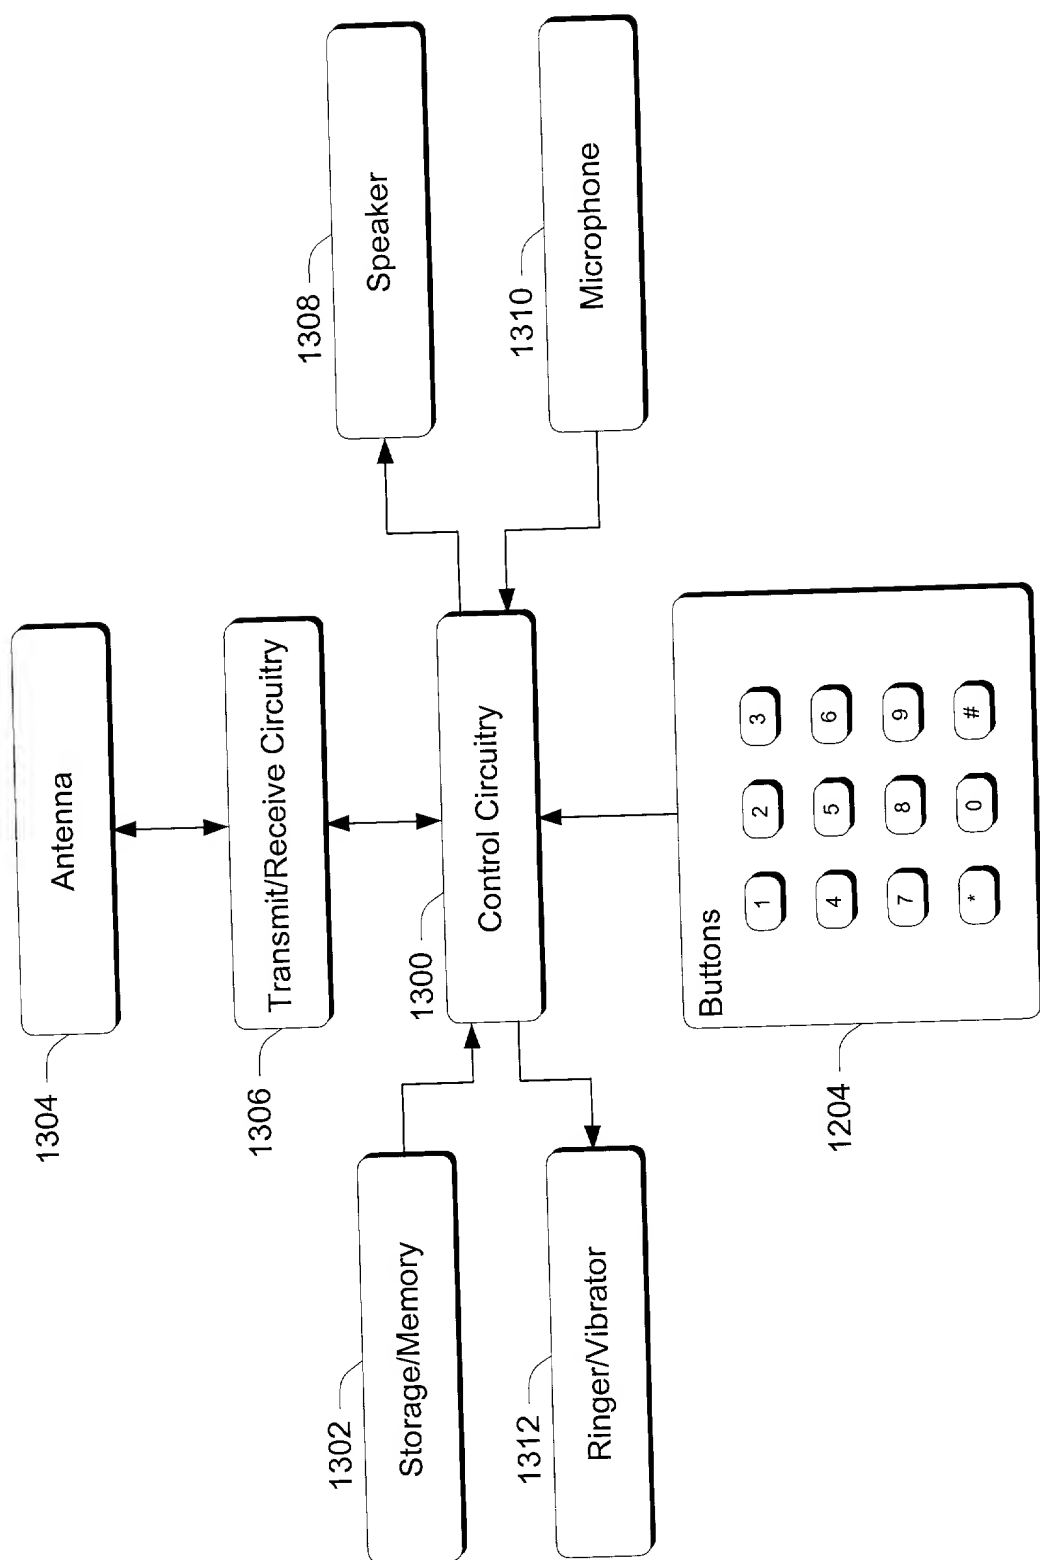 1304
Antenna
1306
Transmit/Receive Circuitry
1302
Storage/Memory
1300
Control Circuitry
1308
Speaker
1312
Ringer/Vibrator
1310
Microphone
1204
Buttons
1 2 3
4 5 6
7 8 9
* 0 #